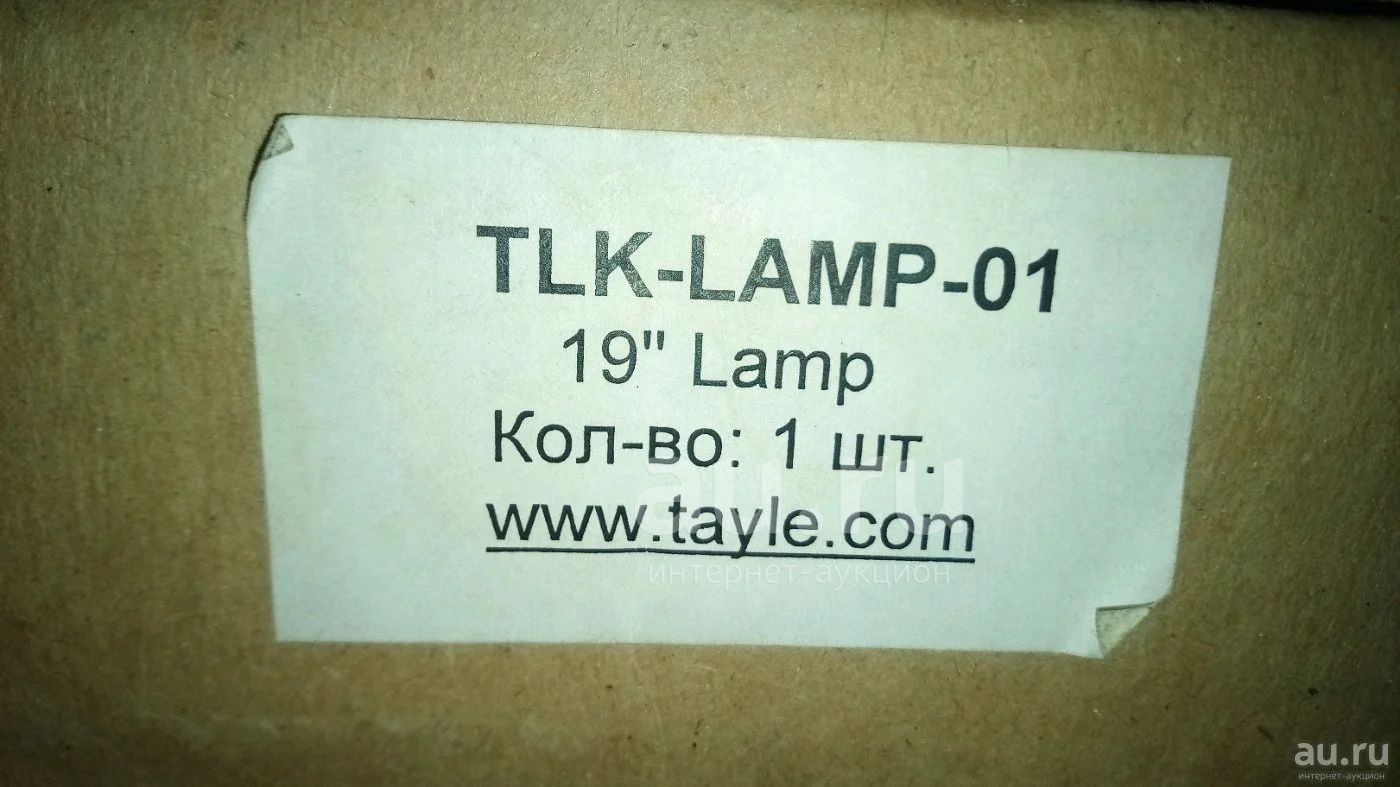 TLK-LAMP-01
19" Lamp
Кол-во: 1 шт.
www.tayle.com
au.ru
интернет-аукцион
au.ru
интернет-аукцион